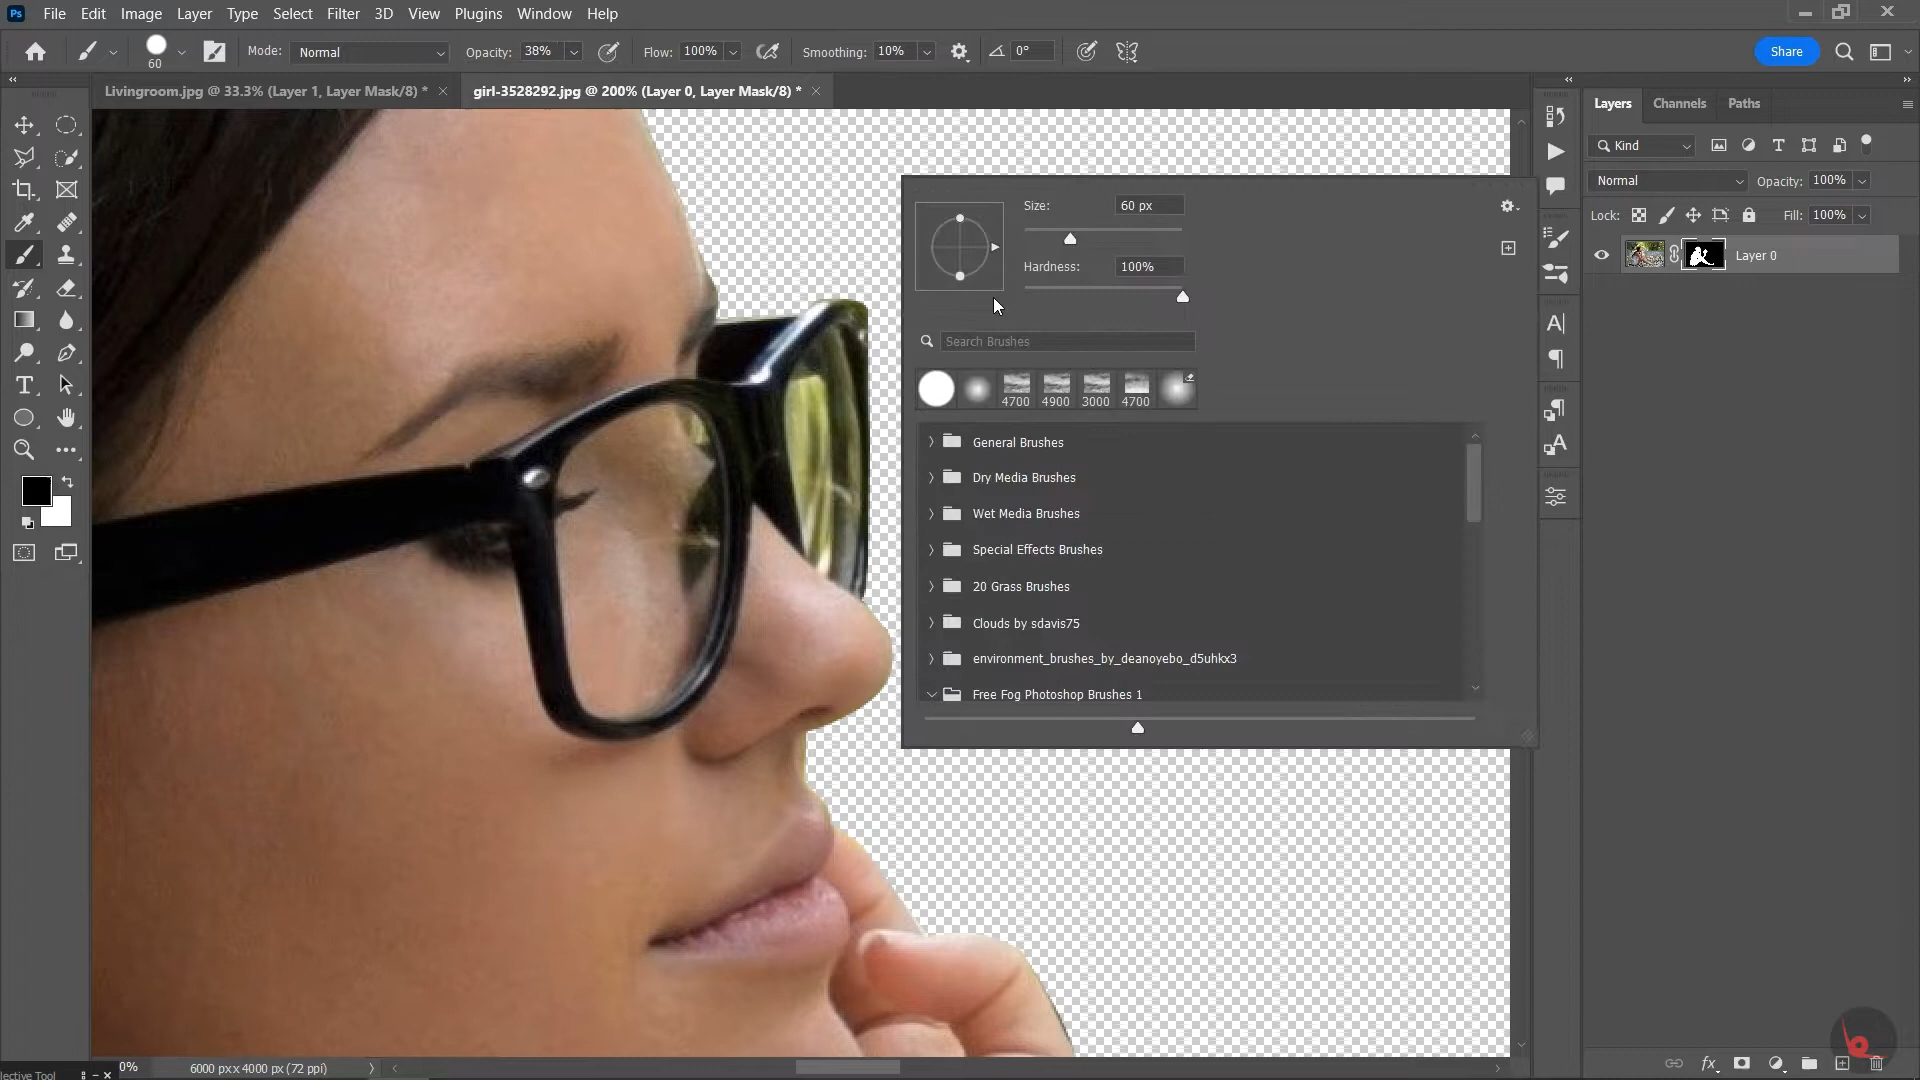 Ps File Edit Image Layer Type Select Filter 3D View Plugins Window Help
60 Mode: Normal Opacity: 38% Flow: 100% Smoothing: 10% 0° Share
Livingroom.jpg @ 33.3% (Layer 1, Layer Mask/8) * girl-3528292.jpg @ 200% (Layer 0, Layer Mask/8) *
Layers Channels Paths
Kind
Normal Opacity: 100%
Lock: Fill: 100%
Layer 0
Size: 60 px
Hardness: 100%
Search Brushes
4700 4900 3000 4700
General Brushes
Dry Media Brushes
Wet Media Brushes
Special Effects Brushes
20 Grass Brushes
Clouds by sdavis75
environment_brushes_by_deanoyebo_d5uhkx3
Free Fog Photoshop Brushes 1
0% 6000 px x 4000 px (72 ppi)
lective Tool